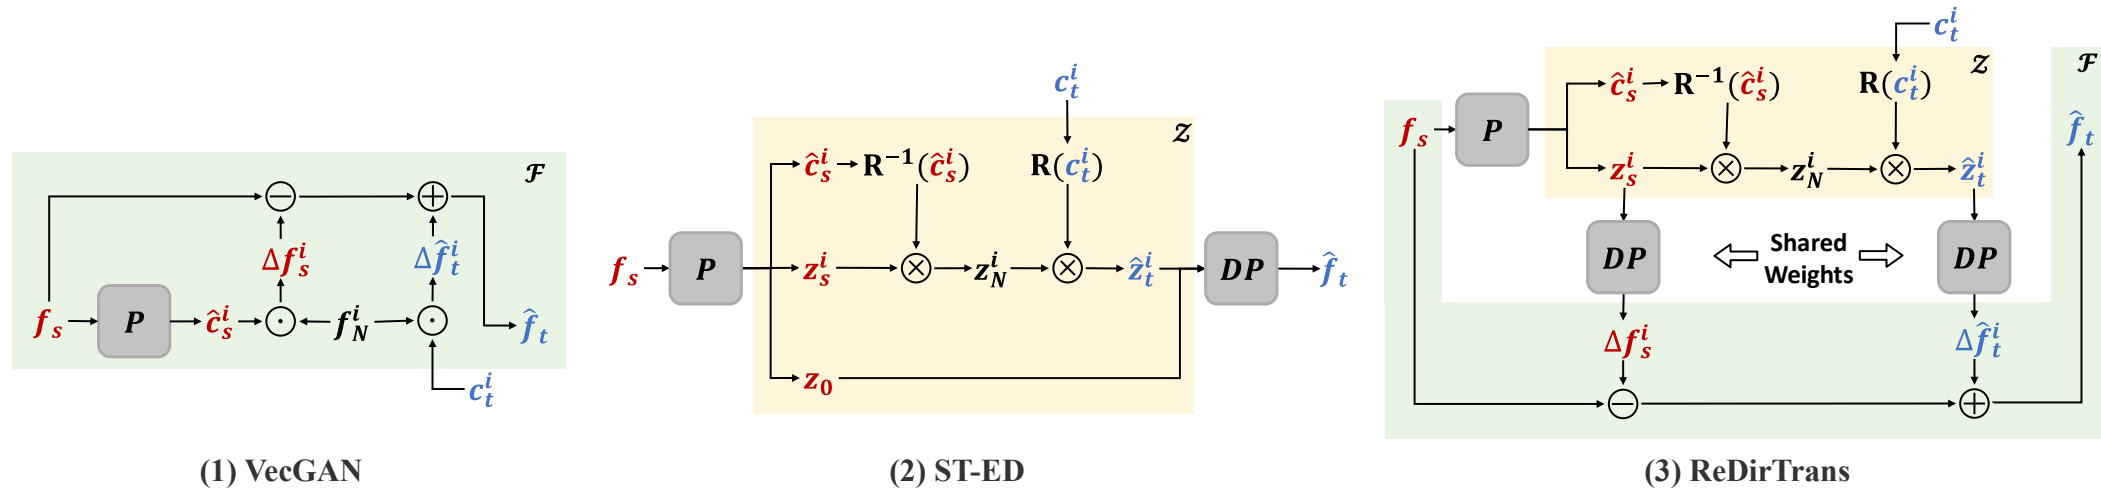 𝓕
⊖ ⊕
Δf_s^i Δf̂_t^i
f_s P ĉ_s^i ⊙ f_N^i ⊙ f̂_t
c_t^i
(1) VecGAN
c_t^i
𝒵
ĉ_s^i R⁻¹(ĉ_s^i) R(c_t^i)
f_s P z_s^i ⊗ z_N^i ⊗ ẑ_t^i DP f̂_t
z_0
(2) ST-ED
c_t^i
𝒵 𝓕
ĉ_s^i R⁻¹(ĉ_s^i) R(c_t^i)
f_s P f̂_t
z_s^i ⊗ z_N^i ⊗ ẑ_t^i
DP Shared DP
Weights
Δf_s^i Δf̂_t^i
⊖ ⊕
(3) ReDirTrans